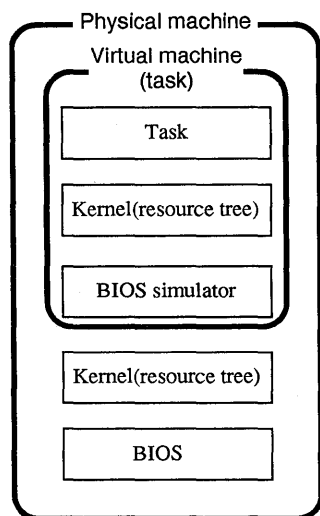 Physical machine
Virtual machine
(task)
Task
Kernel(resource tree)
BIOS simulator
Kernel(resource tree)
BIOS